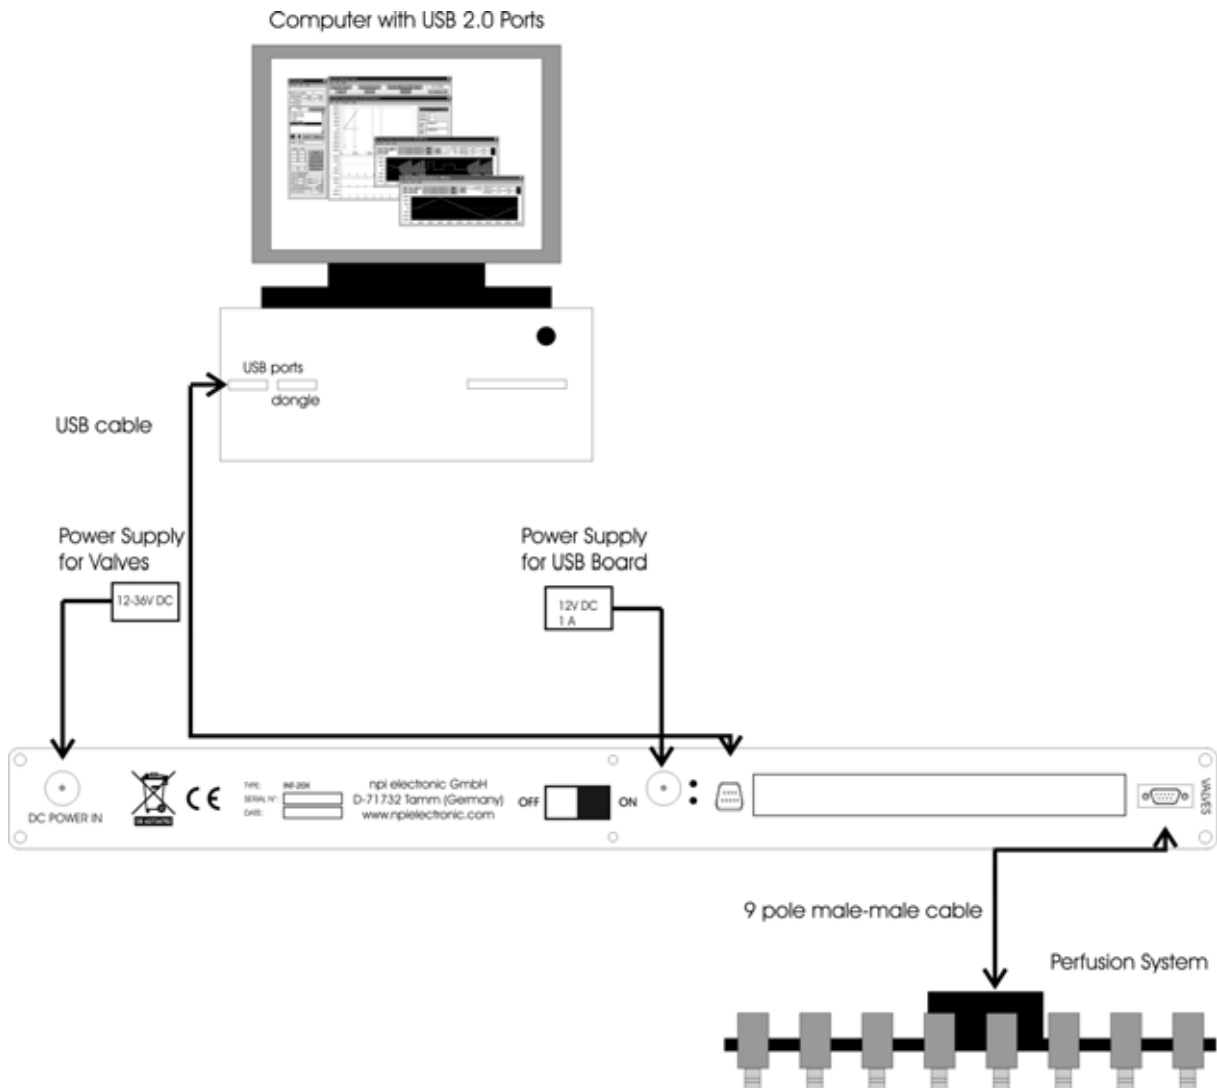 Computer with USB 2.0 Ports
USB ports
dongle
USB cable
Power Supply
for Valves
12-36V DC
Power Supply
for USB Board
12V DC
1 A
DC POWER IN
CE
TYPE: INT-20X
SERIAL N°:
DATE:
npi electronic GmbH
D-71732 Tamm (Germany)
www.npielectronic.com
OFF
ON
VALVES
9 pole male-male cable
Perfusion System